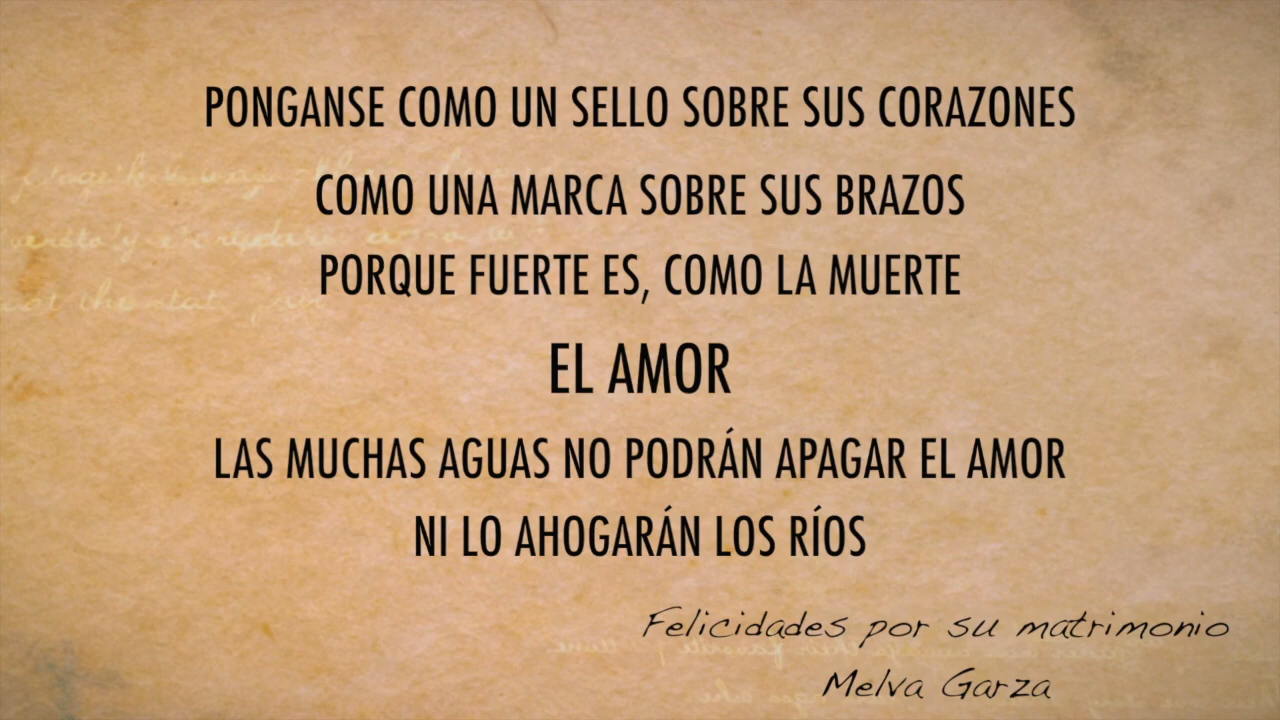 PONGANSE COMO UN SELLO SOBRE SUS CORAZONES
COMO UNA MARCA SOBRE SUS BRAZOS
PORQUE FUERTE ES, COMO LA MUERTE
EL AMOR
LAS MUCHAS AGUAS NO PODRÁN APAGAR EL AMOR
NI LO AHOGARÁN LOS RÍOS
Felicidades por su matrimonio
Melva Garza